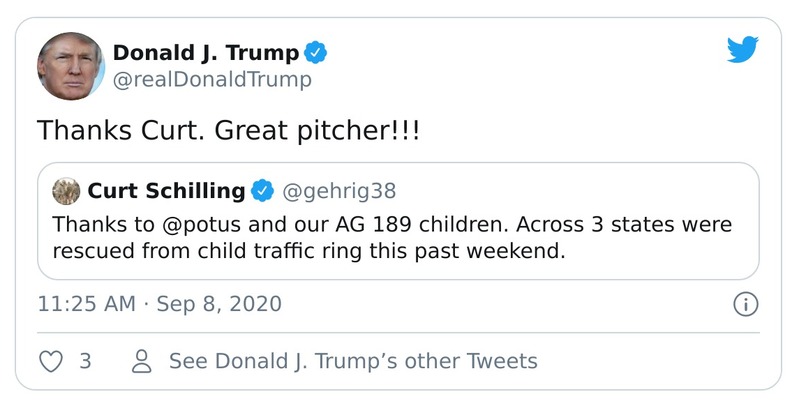 Donald J. Trump
@realDonaldTrump
Thanks Curt. Great pitcher!!!
Curt Schilling @gehrig38
Thanks to @potus and our AG 189 children. Across 3 states were
rescued from child traffic ring this past weekend.
11:25 AM · Sep 8, 2020
3 See Donald J. Trump’s other Tweets